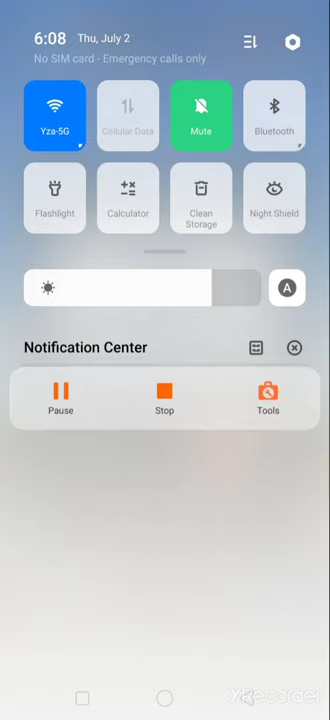 6:08 Thu, July 2
No SIM card - Emergency calls only
Yza-5G
Cellular Data
Mute
Bluetooth
Flashlight
Calculator
Clean
Storage
Night Shield
A
Notification Center
Pause
Stop
Tools
XRecorder